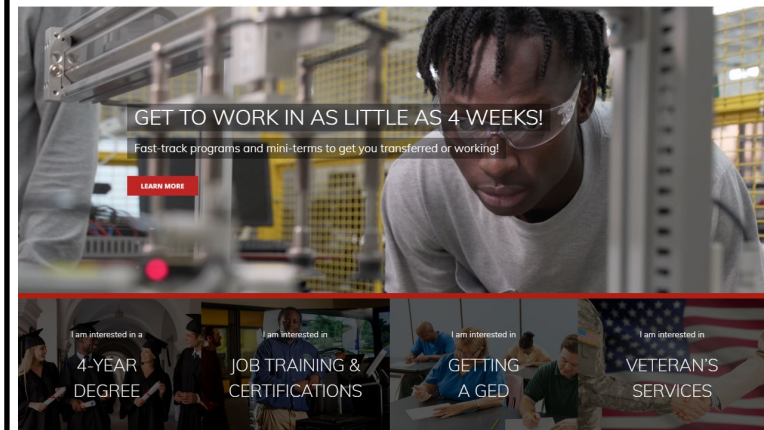 GET TO WORK IN AS LITTLE AS 4 WEEKS!
Fast-track programs and mini-terms to get you transferred or working!
LEARN MORE
I am interested in a
4-YEAR
DEGREE
I am interested in
JOB TRAINING &
CERTIFICATIONS
I am interested in
GETTING
A GED
I am interested in
VETERAN'S
SERVICES